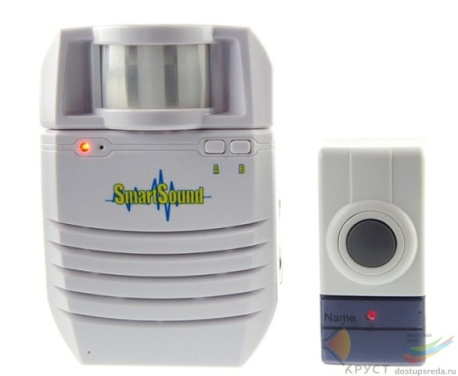 A B
SmartSound
Name
КРУСТ dostupsreda.ru